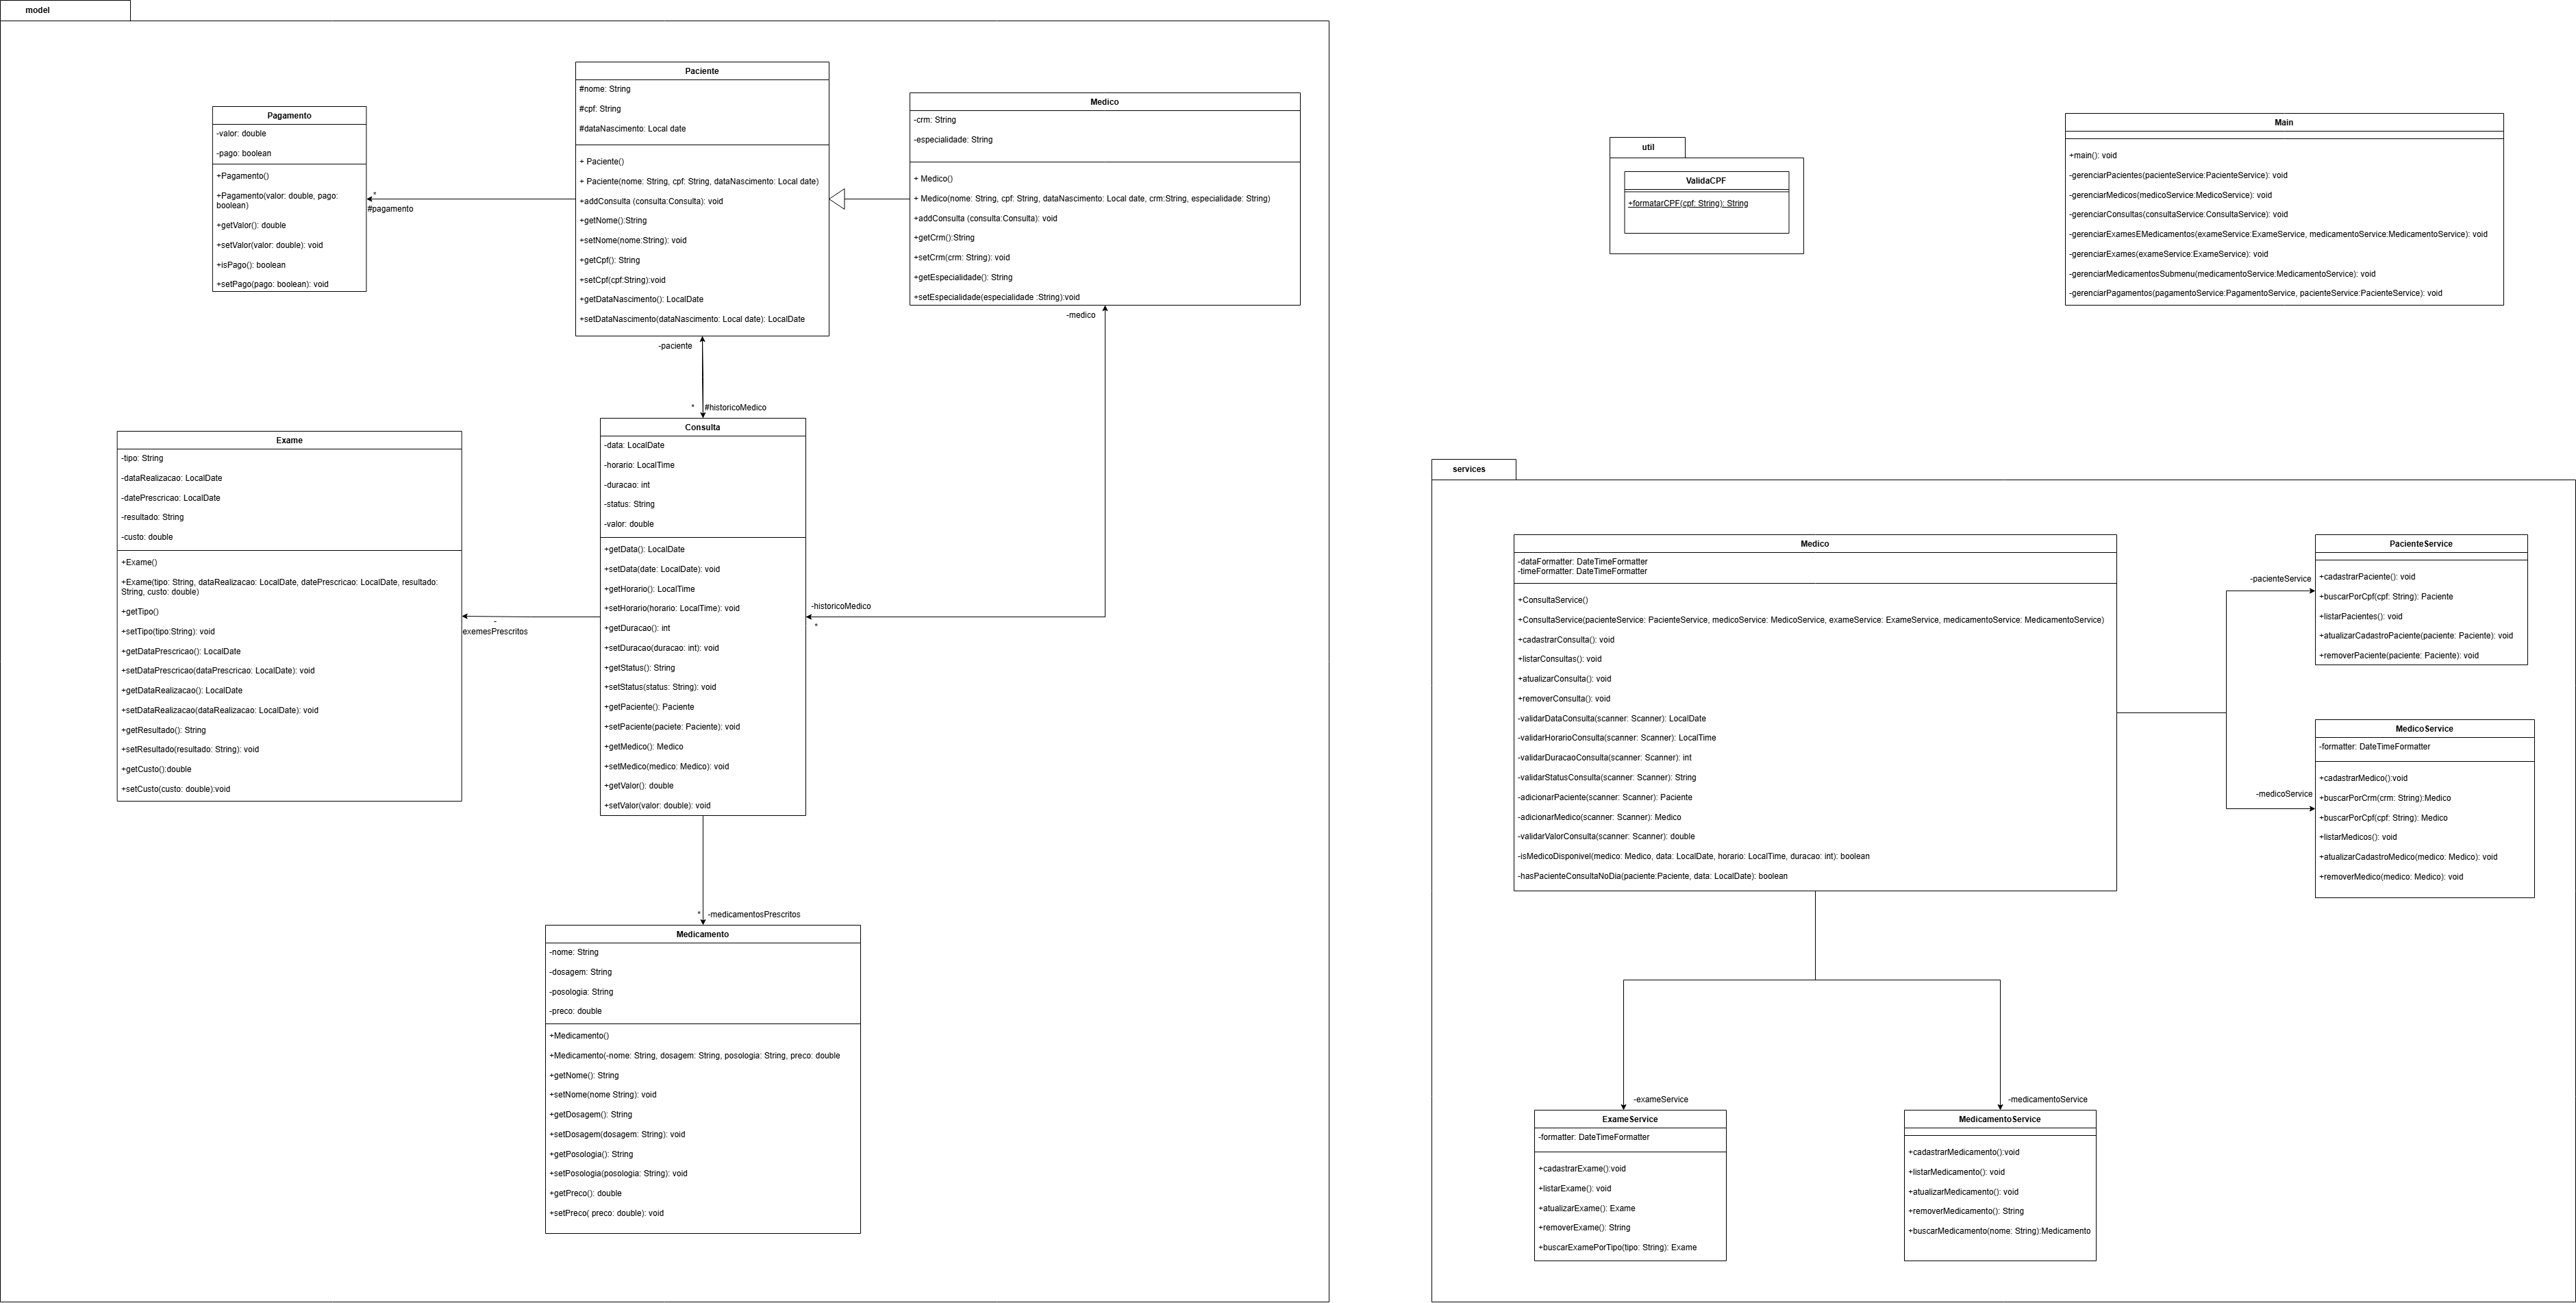 model
Pagamento
-valor: double
-pago: boolean
+Pagamento()
+Pagamento(valor: double, pago:
boolean)
+getValor(): double
+setValor(valor: double): void
+isPago(): boolean
+setPago(pago: boolean): void
*
#pagamento
Paciente
#nome: String
#cpf: String
#dataNascimento: Local date
+ Paciente()
+ Paciente(nome: String, cpf: String, dataNascimento: Local date)
+addConsulta (consulta:Consulta): void
+getNome():String
+setNome(nome:String): void
+getCpf(): String
+setCpf(cpf:String):void
+getDataNascimento(): LocalDate
+setDataNascimento(dataNascimento: Local date): LocalDate
Medico
-crm: String
-especialidade: String
+ Medico()
+ Medico(nome: String, cpf: String, dataNascimento: Local date, crm:String, especialidade: String)
+addConsulta (consulta:Consulta): void
+getCrm():String
+setCrm(crm: String): void
+getEspecialidade(): String
+setEspecialidade(especialidade :String):void
-medico
-paciente
* #historicoMedico
Exame
-tipo: String
-dataRealizacao: LocalDate
-datePrescricao: LocalDate
-resultado: String
-custo: double
+Exame()
+Exame(tipo: String, dataRealizacao: LocalDate, datePrescricao: LocalDate, resultado:
String, custo: double)
+getTipo()
+setTipo(tipo:String): void
+getDataPrescricao(): LocalDate
+setDataPrescricao(dataPrescricao: LocalDate): void
+getDataRealizacao(): LocalDate
+setDataRealizacao(dataRealizacao: LocalDate): void
+getResultado(): String
+setResultado(resultado: String): void
+getCusto():double
+setCusto(custo: double):void
-
exemesPrescritos
Consulta
-data: LocalDate
-horario: LocalTime
-duracao: int
-status: String
-valor: double
+getData(): LocalDate
+setData(date: LocalDate): void
+getHorario(): LocalTime
+setHorario(horario: LocalTime): void
+getDuracao(): int
+setDuracao(duracao: int): void
+getStatus(): String
+setStatus(status: String): void
+getPaciente(): Paciente
+setPaciente(paciete: Paciente): void
+getMedico(): Medico
+setMedico(medico: Medico): void
+getValor(): double
+setValor(valor: double): void
-historicoMedico
*
* -medicamentosPrescritos
Medicamento
-nome: String
-dosagem: String
-posologia: String
-preco: double
+Medicamento()
+Medicamento(-nome: String, dosagem: String, posologia: String, preco: double
+getNome(): String
+setNome(nome String): void
+getDosagem(): String
+setDosagem(dosagem: String): void
+getPosologia(): String
+setPosologia(posologia: String): void
+getPreco(): double
+setPreco( preco: double): void
util
ValidaCPF
+formatarCPF(cpf: String): String
Main
+main(): void
-gerenciarPacientes(pacienteService:PacienteService): void
-gerenciarMedicos(medicoService:MedicoService): void
-gerenciarConsultas(consultaService:ConsultaService): void
-gerenciarExamesEMedicamentos(exameService:ExameService, medicamentoService:MedicamentoService): void
-gerenciarExames(exameService:ExameService): void
-gerenciarMedicamentosSubmenu(medicamentoService:MedicamentoService): void
-gerenciarPagamentos(pagamentoService:PagamentoService, pacienteService:PacienteService): void
services
Medico
-dataFormatter: DateTimeFormatter
-timeFormatter: DateTimeFormatter
+ConsultaService()
+ConsultaService(pacienteService: PacienteService, medicoService: MedicoService, exameService: ExameService, medicamentoService: MedicamentoService)
+cadastrarConsulta(): void
+listarConsultas(): void
+atualizarConsulta(): void
+removerConsulta(): void
-validarDataConsulta(scanner: Scanner): LocalDate
-validarHorarioConsulta(scanner: Scanner): LocalTime
-validarDuracaoConsulta(scanner: Scanner): int
-validarStatusConsulta(scanner: Scanner): String
-adicionarPaciente(scanner: Scanner): Paciente
-adicionarMedico(scanner: Scanner): Medico
-validarValorConsulta(scanner: Scanner): double
-isMedicoDisponivel(medico: Medico, data: LocalDate, horario: LocalTime, duracao: int): boolean
-hasPacienteConsultaNoDia(paciente:Paciente, data: LocalDate): boolean
-pacienteService
PacienteService
+cadastrarPaciente(): void
+buscarPorCpf(cpf: String): Paciente
+listarPacientes(): void
+atualizarCadastroPaciente(paciente: Paciente): void
+removerPaciente(paciente: Paciente): void
-medicoService
MedicoService
-formatter: DateTimeFormatter
+cadastrarMedico():void
+buscarPorCrm(crm: String):Medico
+buscarPorCpf(cpf: String): Medico
+listarMedicos(): void
+atualizarCadastroMedico(medico: Medico): void
+removerMedico(medico: Medico): void
-exameService
ExameService
-formatter: DateTimeFormatter
+cadastrarExame():void
+listarExame(): void
+atualizarExame(): Exame
+removerExame(): String
+buscarExamePorTipo(tipo: String): Exame
-medicamentoService
MedicamentoService
+cadastrarMedicamento():void
+listarMedicamento(): void
+atualizarMedicamento(): void
+removerMedicamento(): String
+buscarMedicamento(nome: String):Medicamento